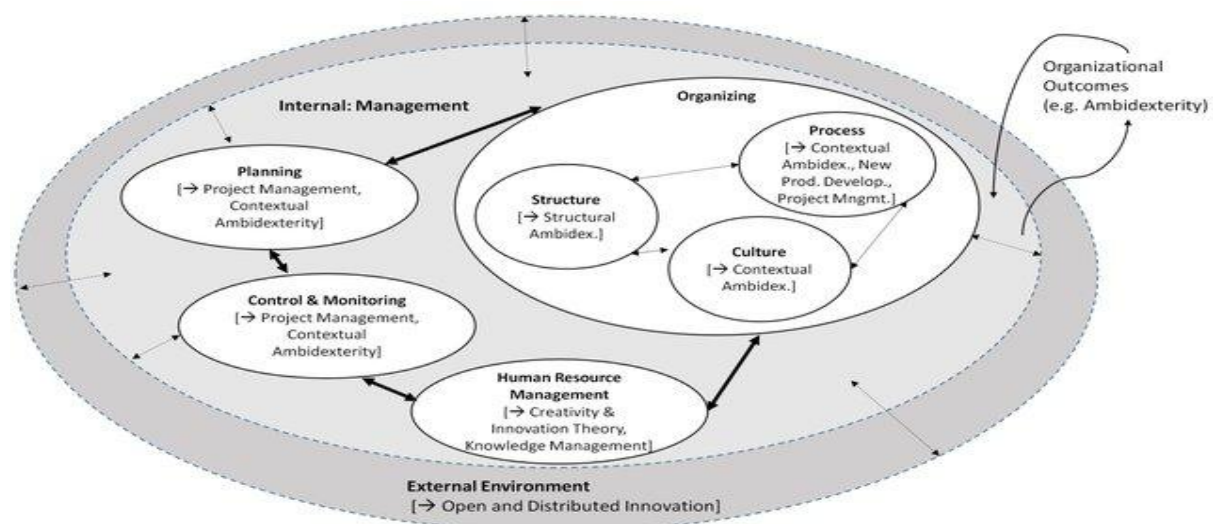 Organizational
Outcomes
(e.g. Ambidexterity)
Internal: Management
Organizing
Process
[→ Contextual
Ambidex., New
Prod. Develop.,
Project Mngmt.]
Planning
[→ Project Management,
Contextual
Ambidexterity]
Structure
[→ Structural
Ambidex.]
Culture
[→ Contextual
Ambidex.]
Control & Monitoring
[→ Project Management,
Contextual
Ambidexterity]
Human Resource
Management
[→ Creativity &
Innovation Theory,
Knowledge Management]
External Environment
[→ Open and Distributed Innovation]